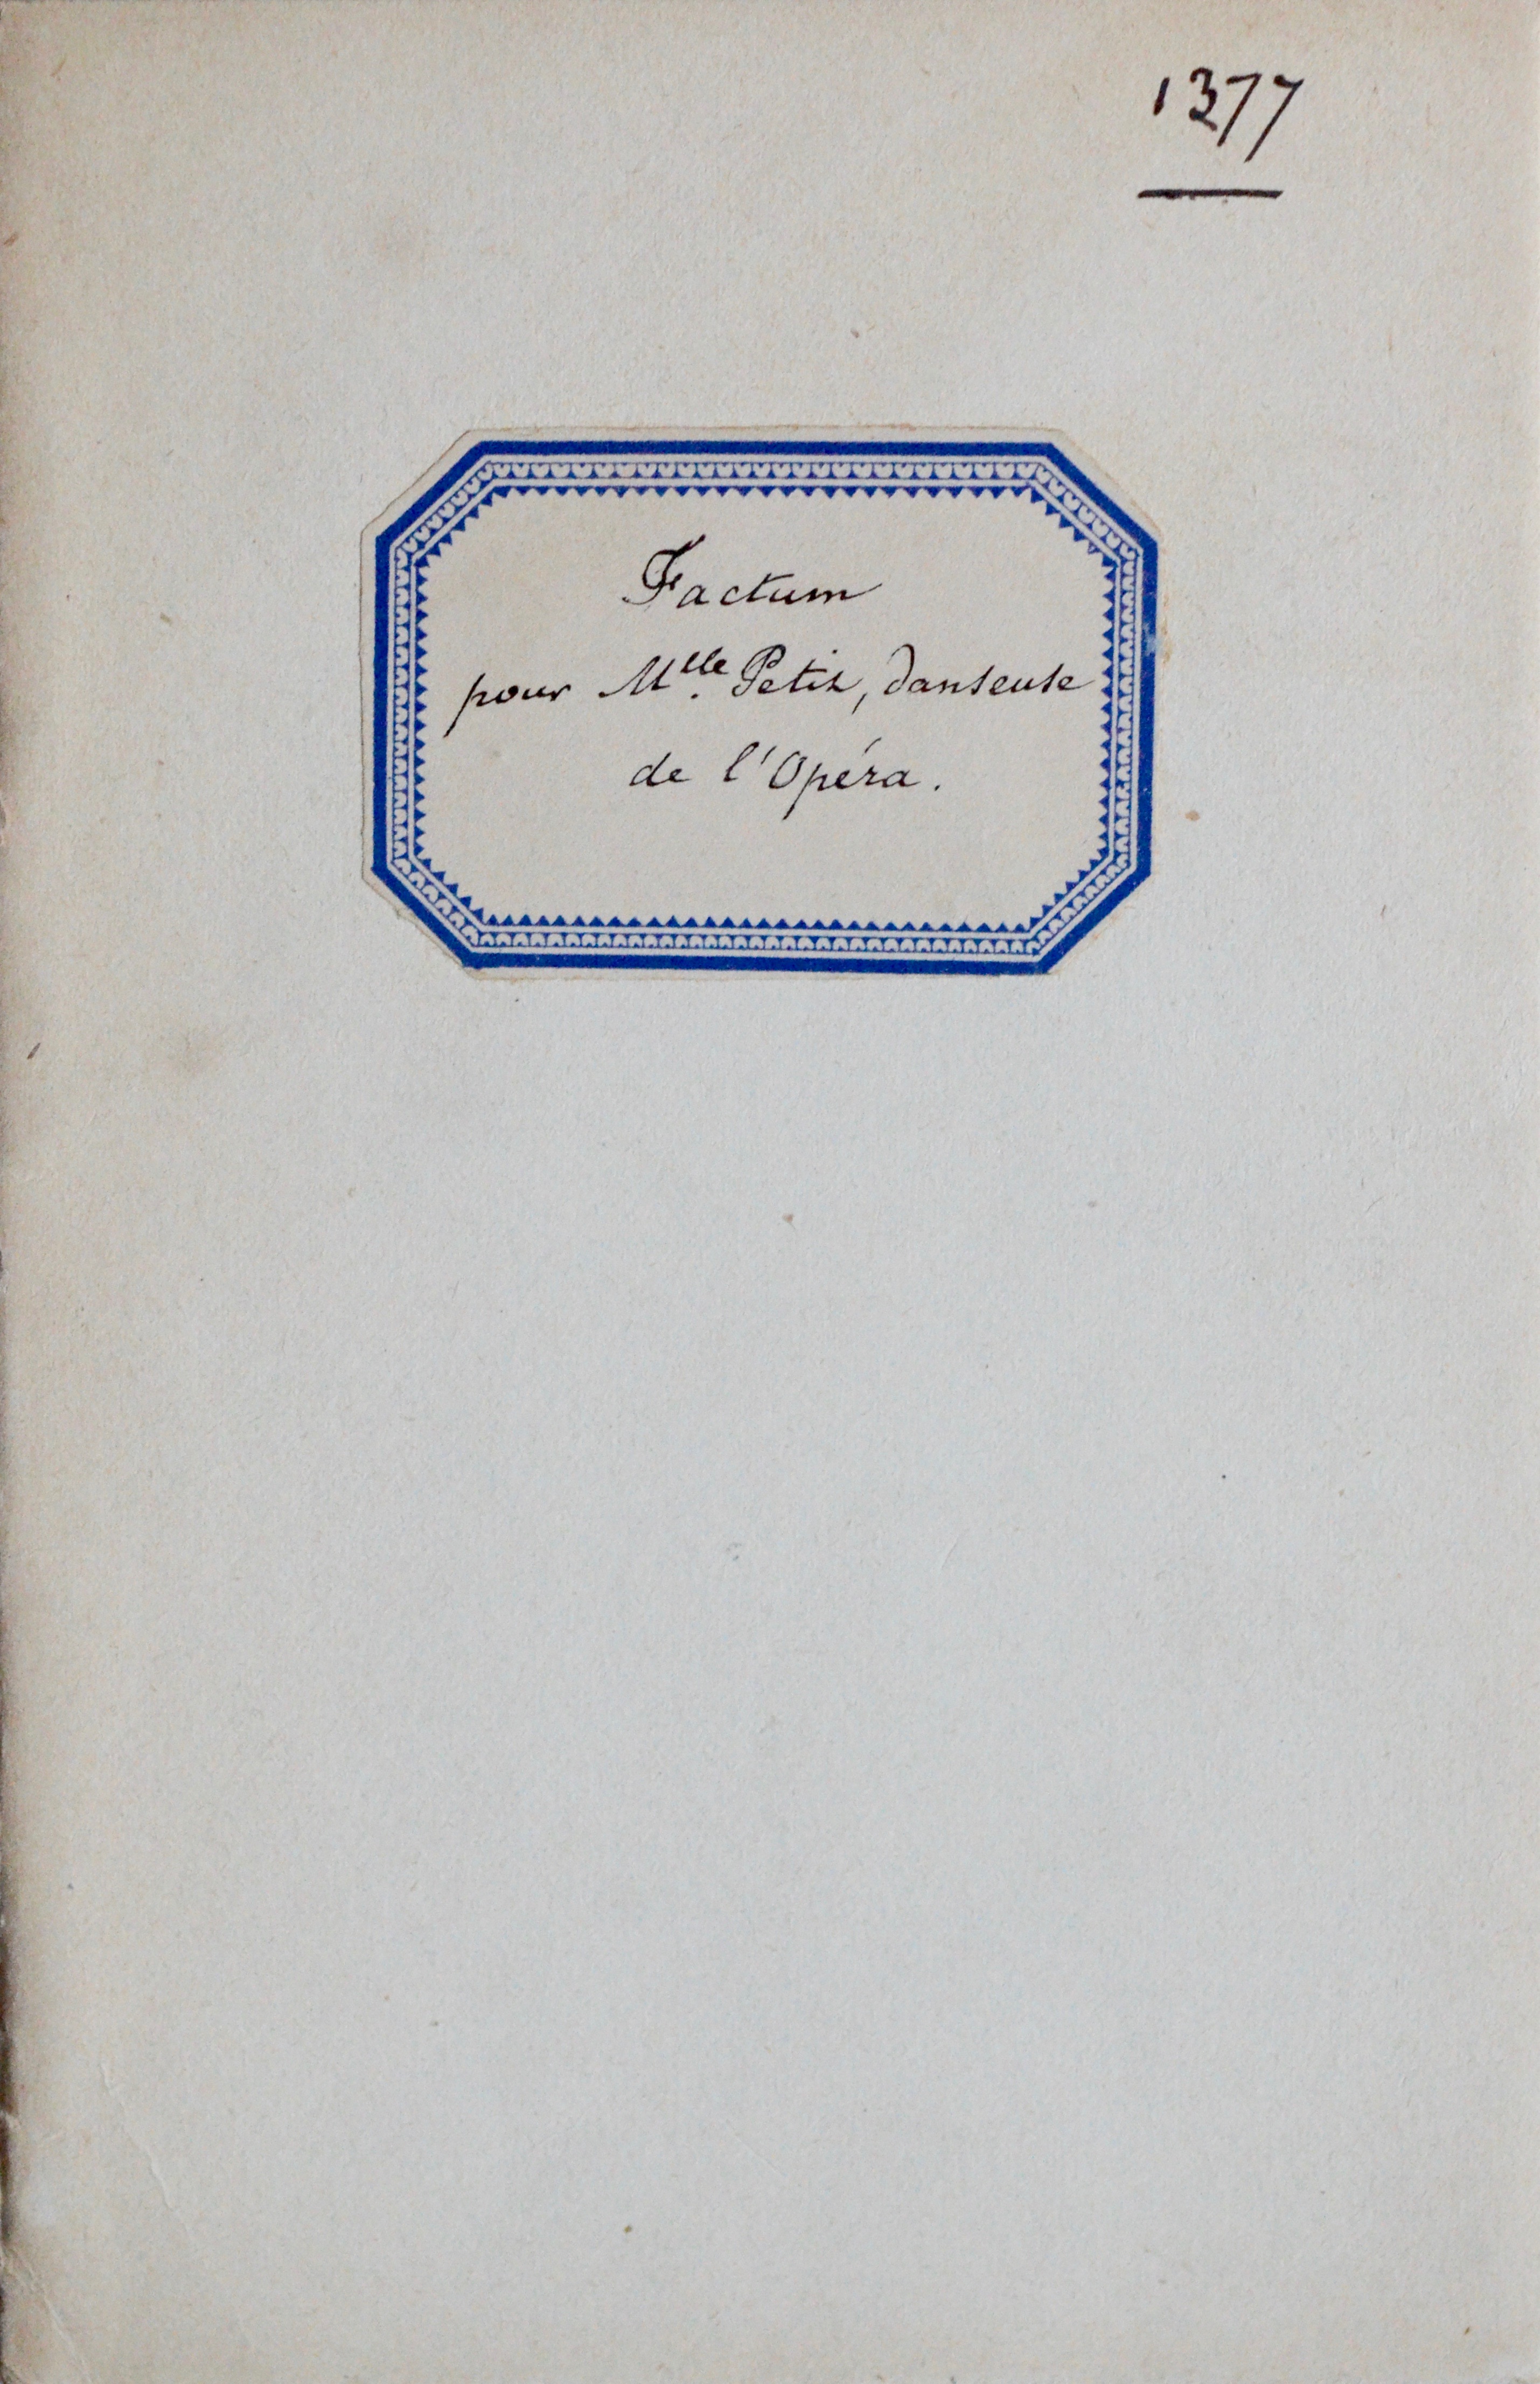 1377
Factum
pour Mlle. Petit, danseuse
de l'Opéra.